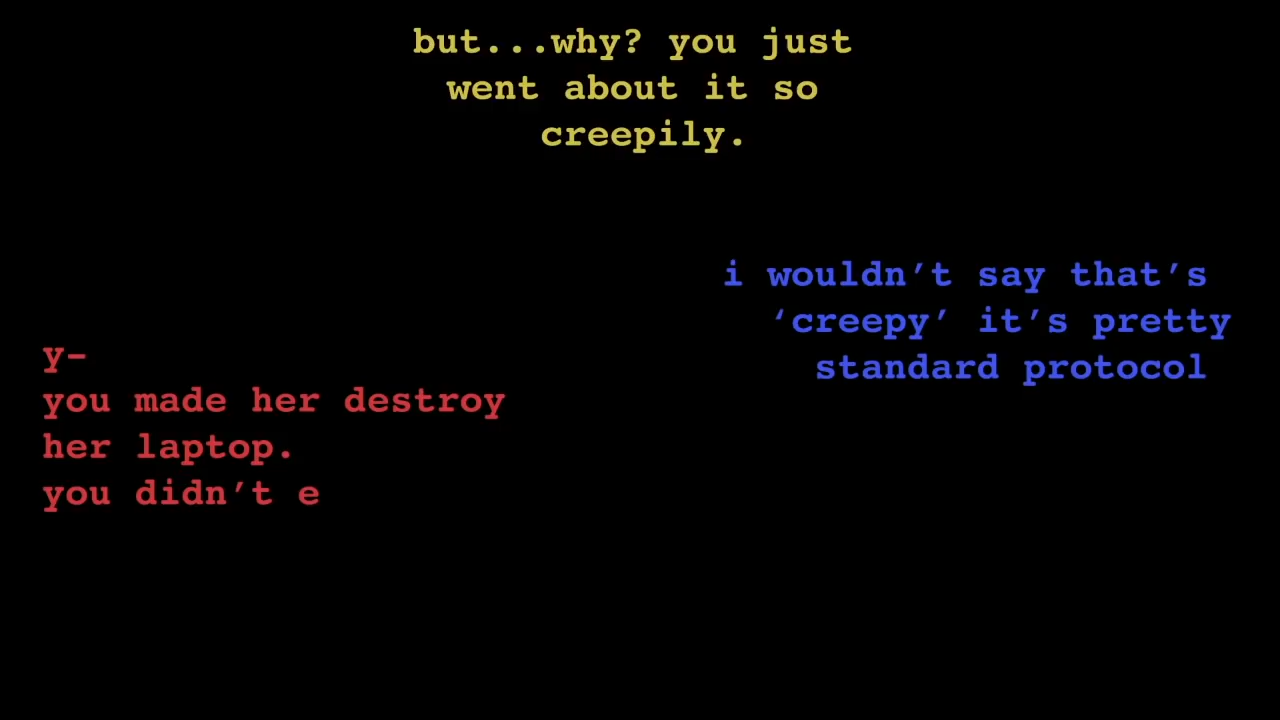 but...why? you just
went about it so
creepily.
i wouldn’t say that’s
‘creepy’ it’s pretty
standard protocol
y-
you made her destroy
her laptop.
you didn’t e